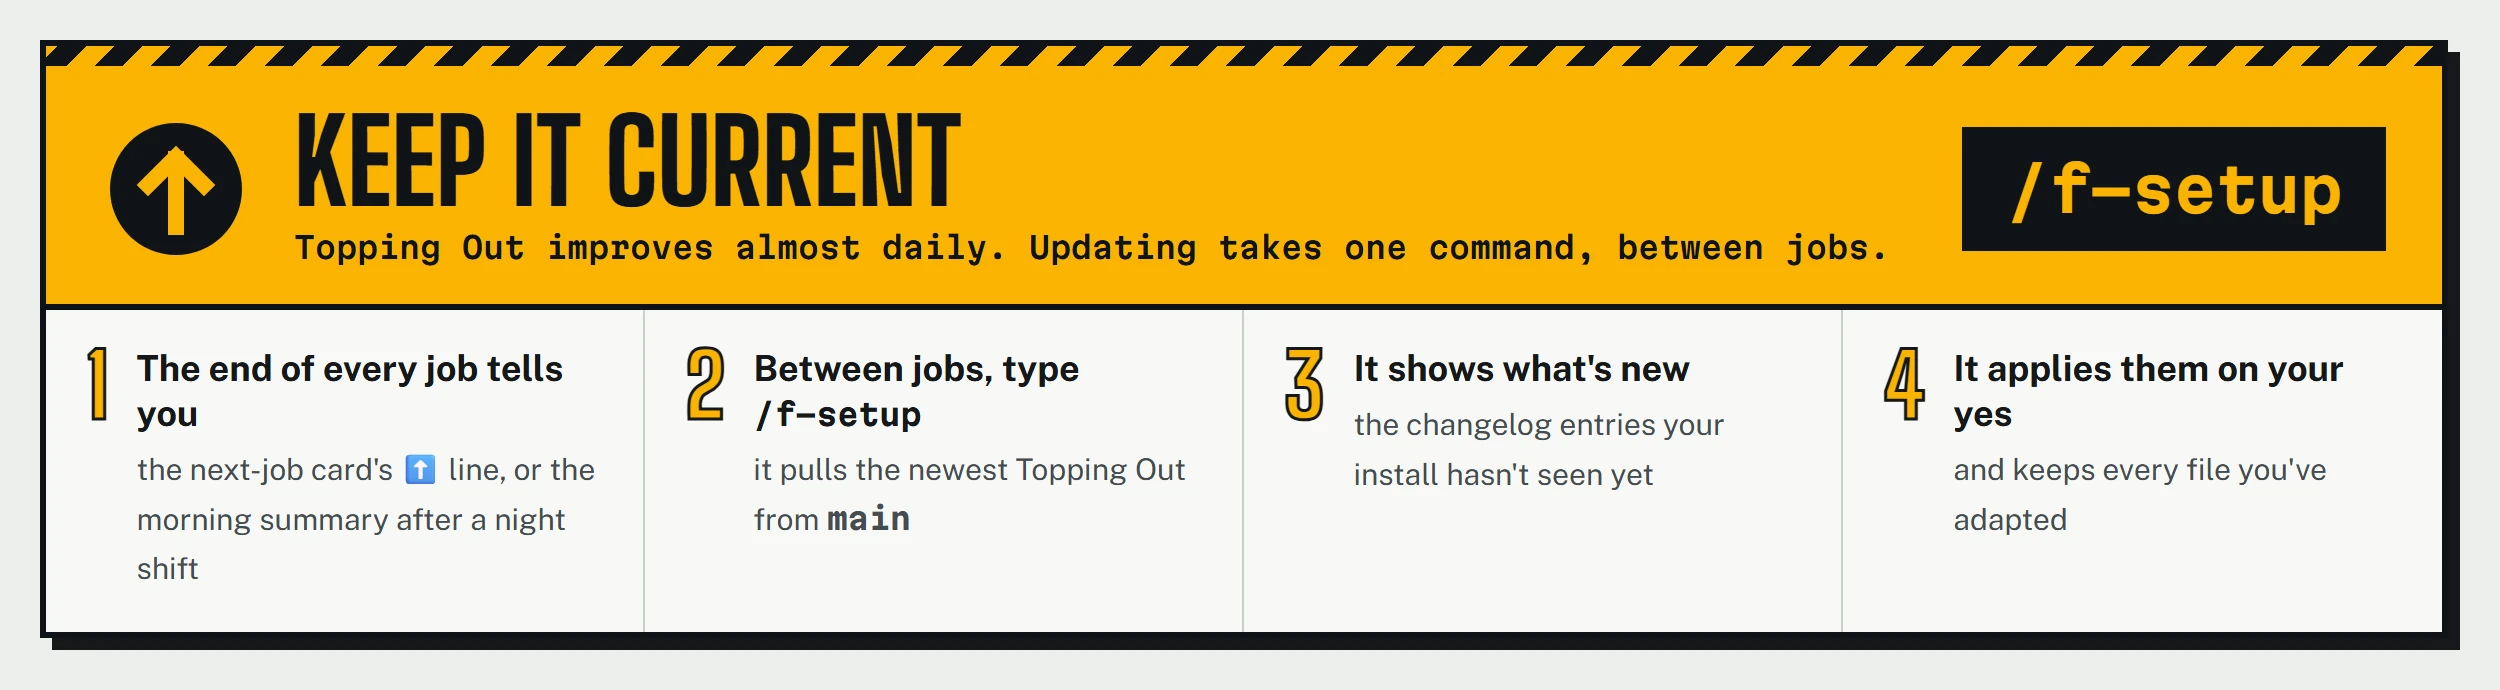 KEEP IT CURRENT
Topping Out improves almost daily. Updating takes one command, between jobs.
/f-setup
1
The end of every job tells
you
the next-job card's ⬆️ line, or the
morning summary after a night
shift
2
Between jobs, type
/f-setup
it pulls the newest Topping Out
from main
3
It shows what's new
the changelog entries your
install hasn't seen yet
4
It applies them on your
yes
and keeps every file you've
adapted